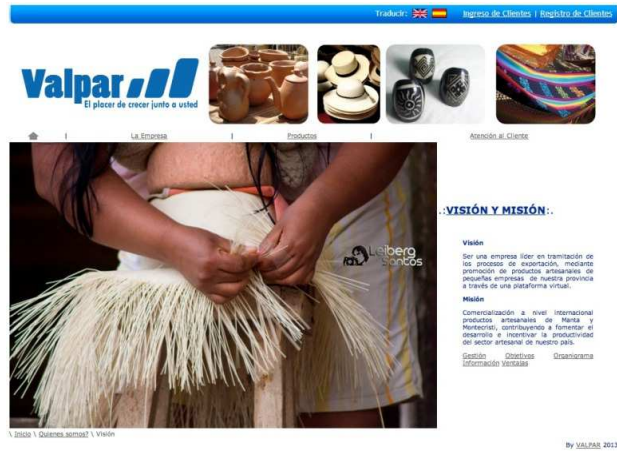 Traducir: Ingreso de Clientes | Registro de Clientes
Valpar
El placer de crecer junto a usted
| La Empresa | Productos | Atención al Cliente
Leiberg
Santos
.:VISIÓN Y MISIÓN:.
Visión
Ser una empresa líder en tramitación de
los procesos de exportación, mediante
promoción de productos artesanales de
pequeñas empresas de nuestra provincia
a través de una plataforma virtual.
Misión
Comercialización a nivel internacional
productos artesanales de Manta y
Montecristi, contribuyendo a fomentar el
desarrollo e incentivar la productividad
del sector artesanal de nuestro país.
Gestión Objetivos Organigrama
Información Ventajas
\ Inicio \ Quienes somos? \ Visión
By VALPAR 2013